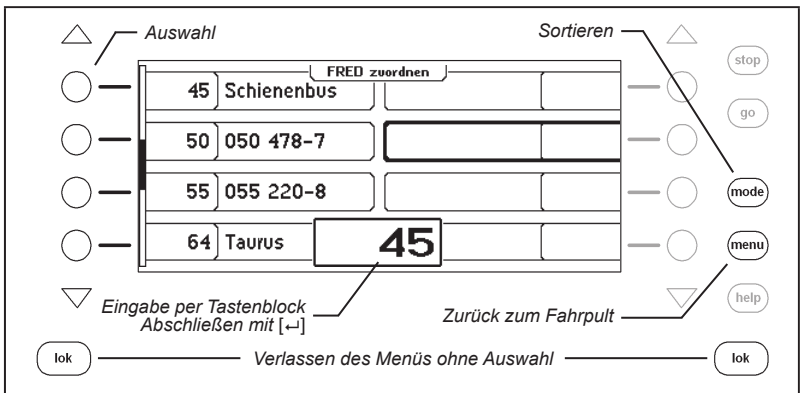 Auswahl
Sortieren
stop
FRED zuordnen
45 Schienenbus
go
50 050 478-7
55 055 220-8
mode
64 Taurus
45
menu
help
Eingabe per Tastenblock
Abschließen mit [↵]
Zurück zum Fahrpult
lok
Verlassen des Menüs ohne Auswahl
lok